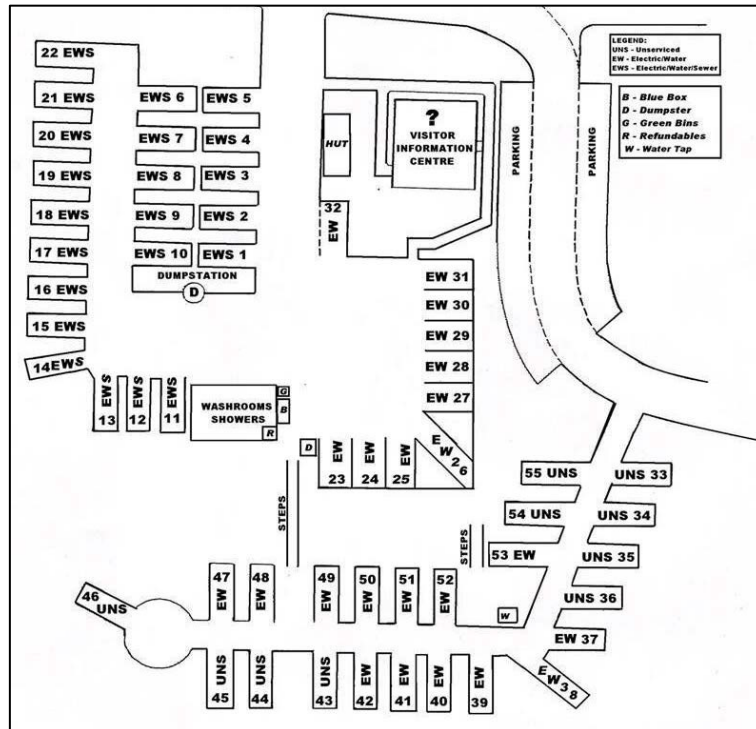 LEGEND:
UNS - Unserviced
EW - Electric/Water
EWS - Electric/Water/Sewer
B - Blue Box
D - Dumpster
G - Green Bins
R - Refundables
W - Water Tap
22 EWS
21 EWS
20 EWS
19 EWS
18 EWS
17 EWS
16 EWS
15 EWS
14EWS
EWS 6
EWS 5
EWS 7
EWS 4
EWS 8
EWS 3
EWS 9
EWS 2
EWS 10
EWS 1
DUMPSTATION
D
HUT
?
VISITOR
INFORMATION
CENTRE
PARKING
PARKING
32
EW
EW 31
EW 30
EW 29
EW 28
EW 27
EW26
EWS
13
EWS
12
EWS
11
WASHROOMS
SHOWERS
G
B
R
D
EW
23
EW
24
EW
25
STEPS
STEPS
55 UNS
UNS 33
54 UNS
UNS 34
53 EW
UNS 35
UNS 36
EW 37
EW38
W
46
UNS
47
EW
48
EW
49
EW
50
EW
51
EW
52
EW
UNS
45
UNS
44
UNS
43
EW
42
EW
41
EW
40
EW
39